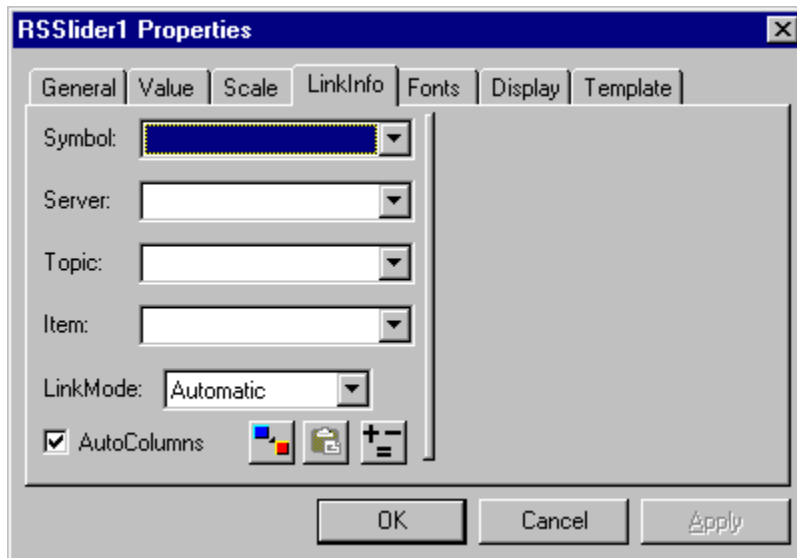 RSSlider1 Properties
General Value Scale LinkInfo Fonts Display Template
Symbol:
Server:
Topic:
Item:
LinkMode: Automatic
AutoColumns
OK Cancel Apply